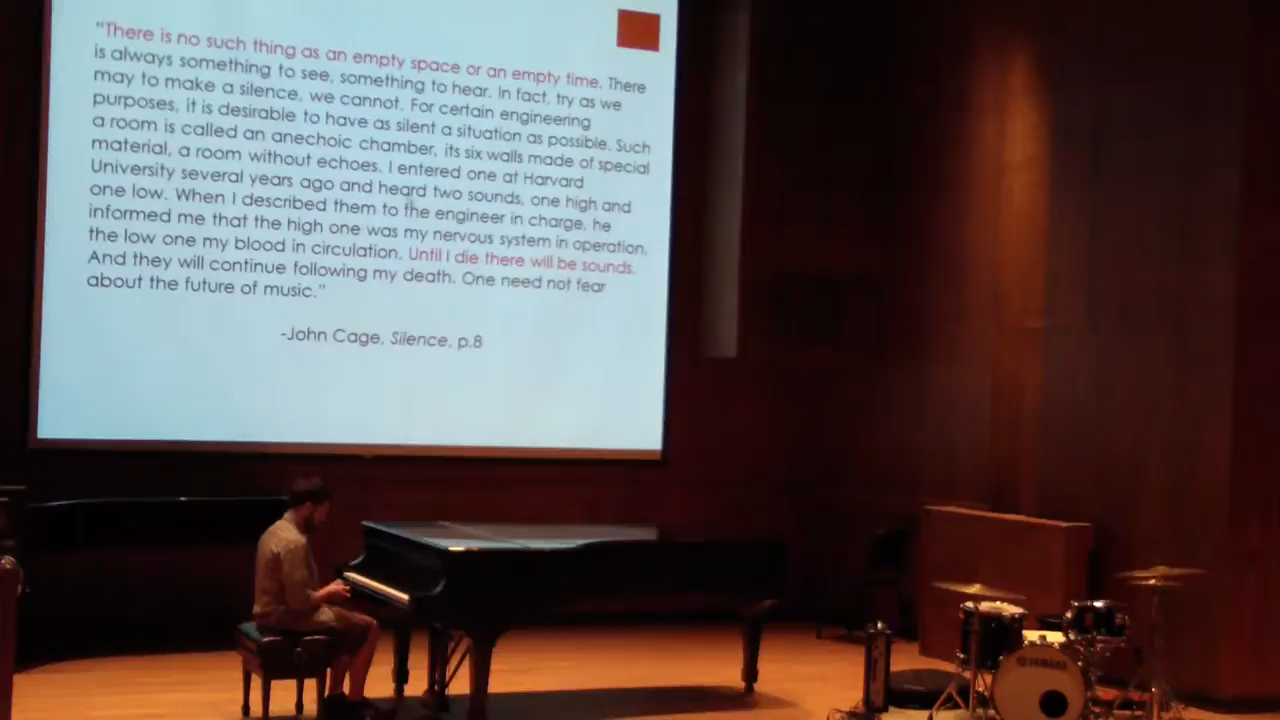 “There is no such thing as an empty space or an empty time. There
is always something to see, something to hear. In fact, try as we
may to make a silence, we cannot. For certain engineering
purposes, it is desirable to have as silent a situation as possible. Such
a room is called an anechoic chamber, its six walls made of special
material, a room without echoes. I entered one at Harvard
University several years ago and heard two sounds, one high and
one low. When I described them to the engineer in charge, he
informed me that the high one was my nervous system in operation,
the low one my blood in circulation. Until I die there will be sounds.
And they will continue following my death. One need not fear
about the future of music.”
-John Cage, Silence, p.8
YAMAHA